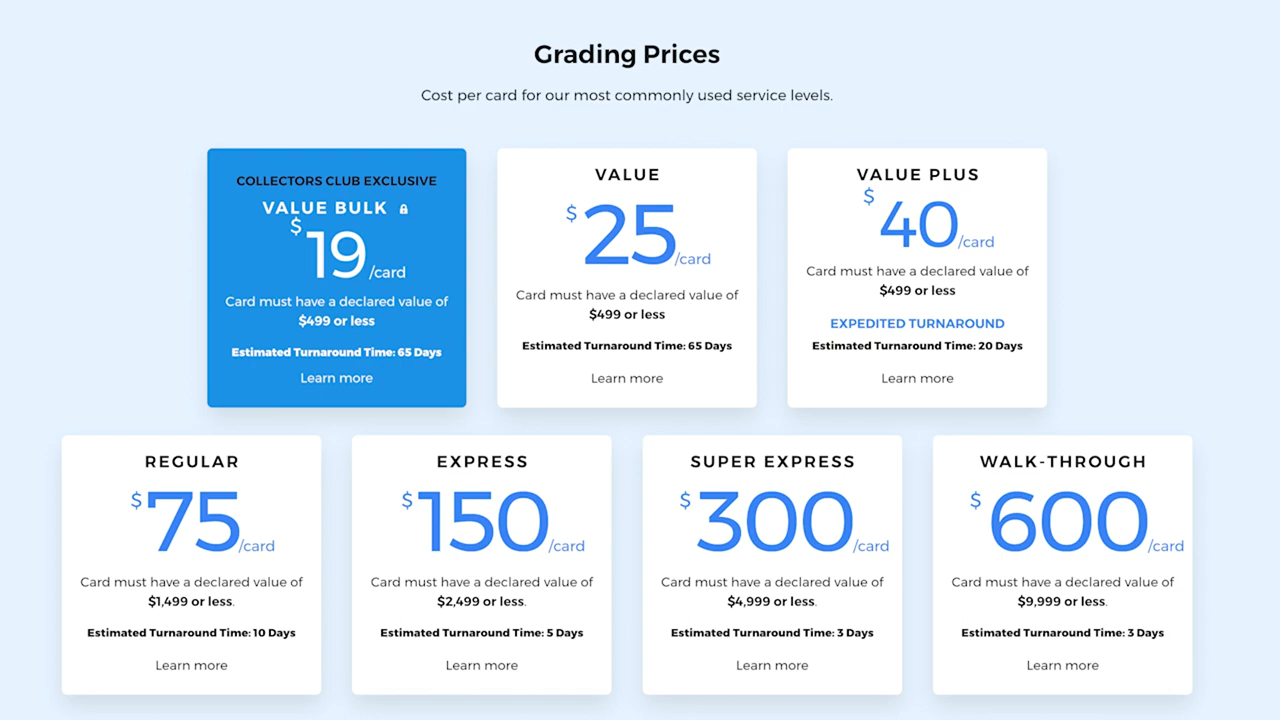 Grading Prices
Cost per card for our most commonly used service levels.
COLLECTORS CLUB EXCLUSIVE
VALUE BULK
$19/card
Card must have a declared value of
$499 or less
Estimated Turnaround Time: 65 Days
Learn more
VALUE
$25/card
Card must have a declared value of
$499 or less
Estimated Turnaround Time: 65 Days
Learn more
VALUE PLUS
$40/card
Card must have a declared value of
$499 or less
EXPEDITED TURNAROUND
Estimated Turnaround Time: 20 Days
Learn more
REGULAR
$75/card
Card must have a declared value of
$1,499 or less.
Estimated Turnaround Time: 10 Days
Learn more
EXPRESS
$150/card
Card must have a declared value of
$2,499 or less.
Estimated Turnaround Time: 5 Days
Learn more
SUPER EXPRESS
$300/card
Card must have a declared value of
$4,999 or less.
Estimated Turnaround Time: 3 Days
Learn more
WALK-THROUGH
$600/card
Card must have a declared value of
$9,999 or less.
Estimated Turnaround Time: 3 Days
Learn more